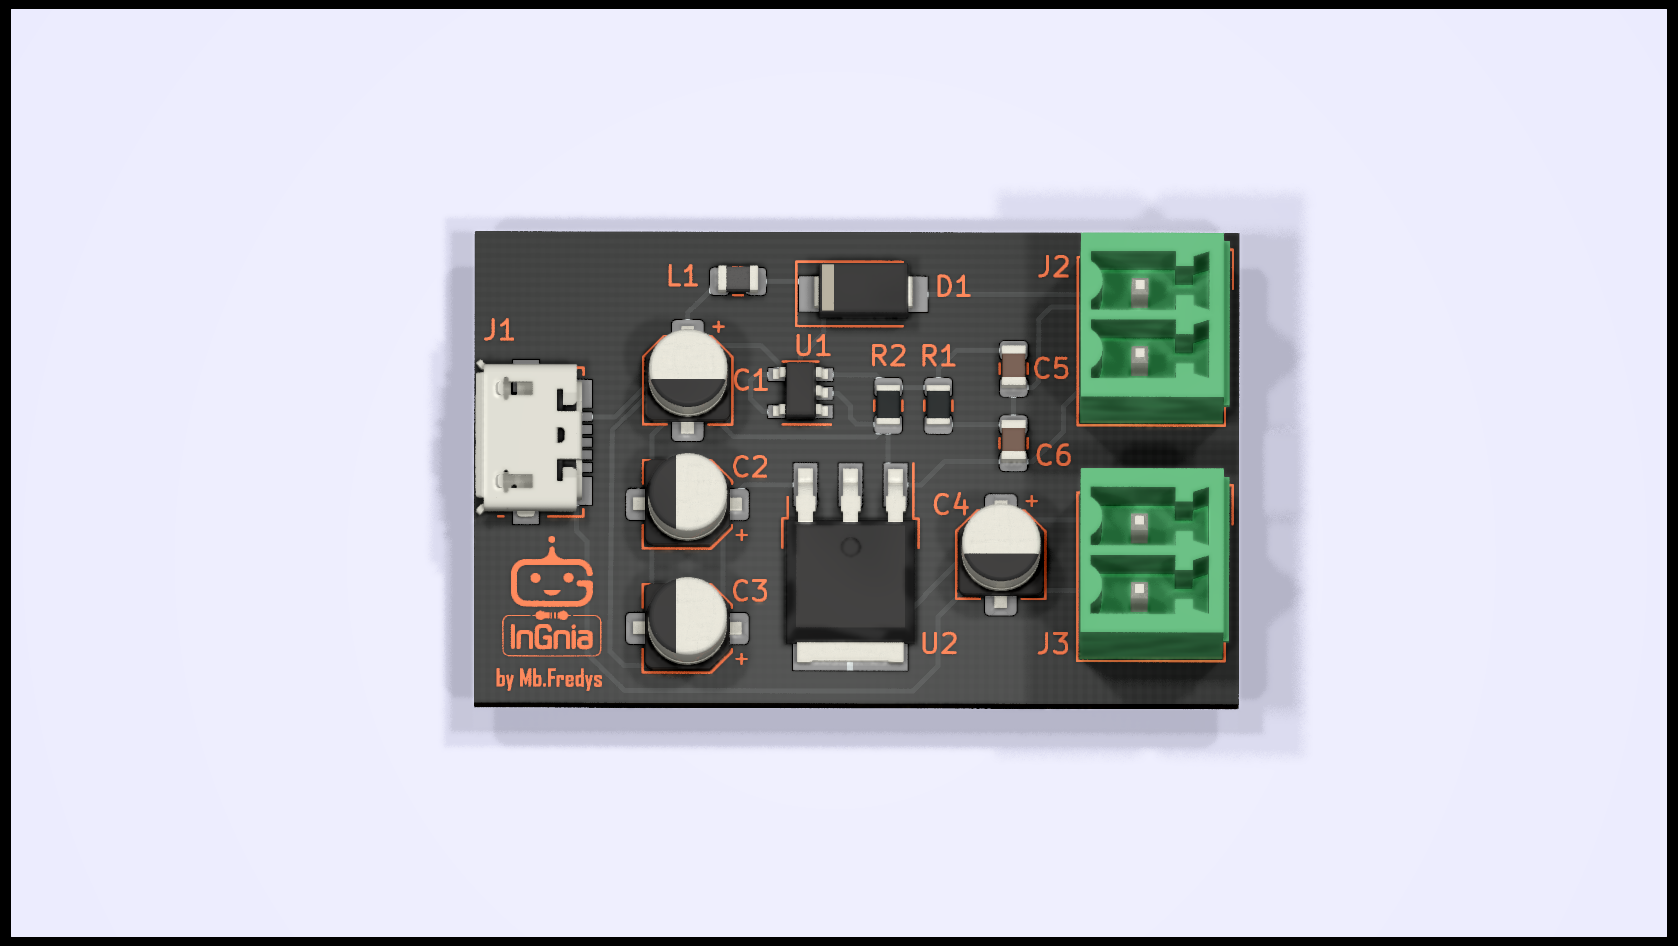 L1
D1
J2
J1
U1
R2
R1
C1
C5
C2
C6
C4
C3
U2
J3
InGnia
by Mb.Fredys
+
+
+
+